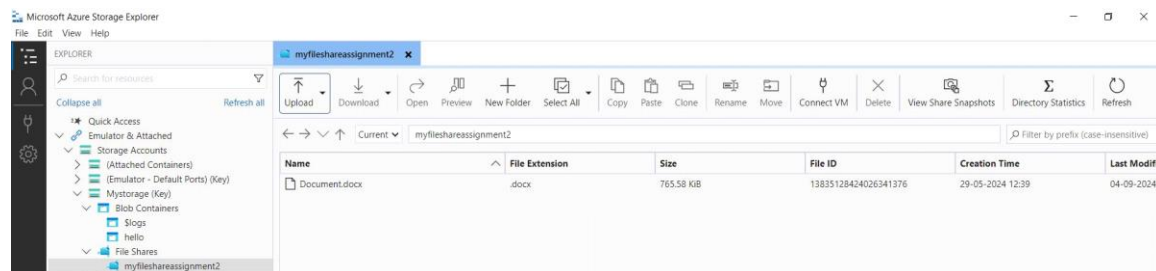 Microsoft Azure Storage Explorer
File Edit View Help
EXPLORER
myfileshareassignment2
Search for resources
Collapse all Refresh all
Upload Download Open Preview New Folder Select All Copy Paste Clone Rename Move Connect VM Delete View Share Snapshots Directory Statistics Refresh
Quick Access
Emulator & Attached
Storage Accounts
(Attached Containers)
(Emulator - Default Ports) (Key)
Mystorage (Key)
Blob Containers
$logs
hello
File Shares
myfileshareassignment2
Current myfileshareassignment2 Filter by prefix (case-insensitive)
Name File Extension Size File ID Creation Time Last Modif
Document.docx .docx 765.58 KiB 13835128424026341376 29-05-2024 12:39 04-09-2024